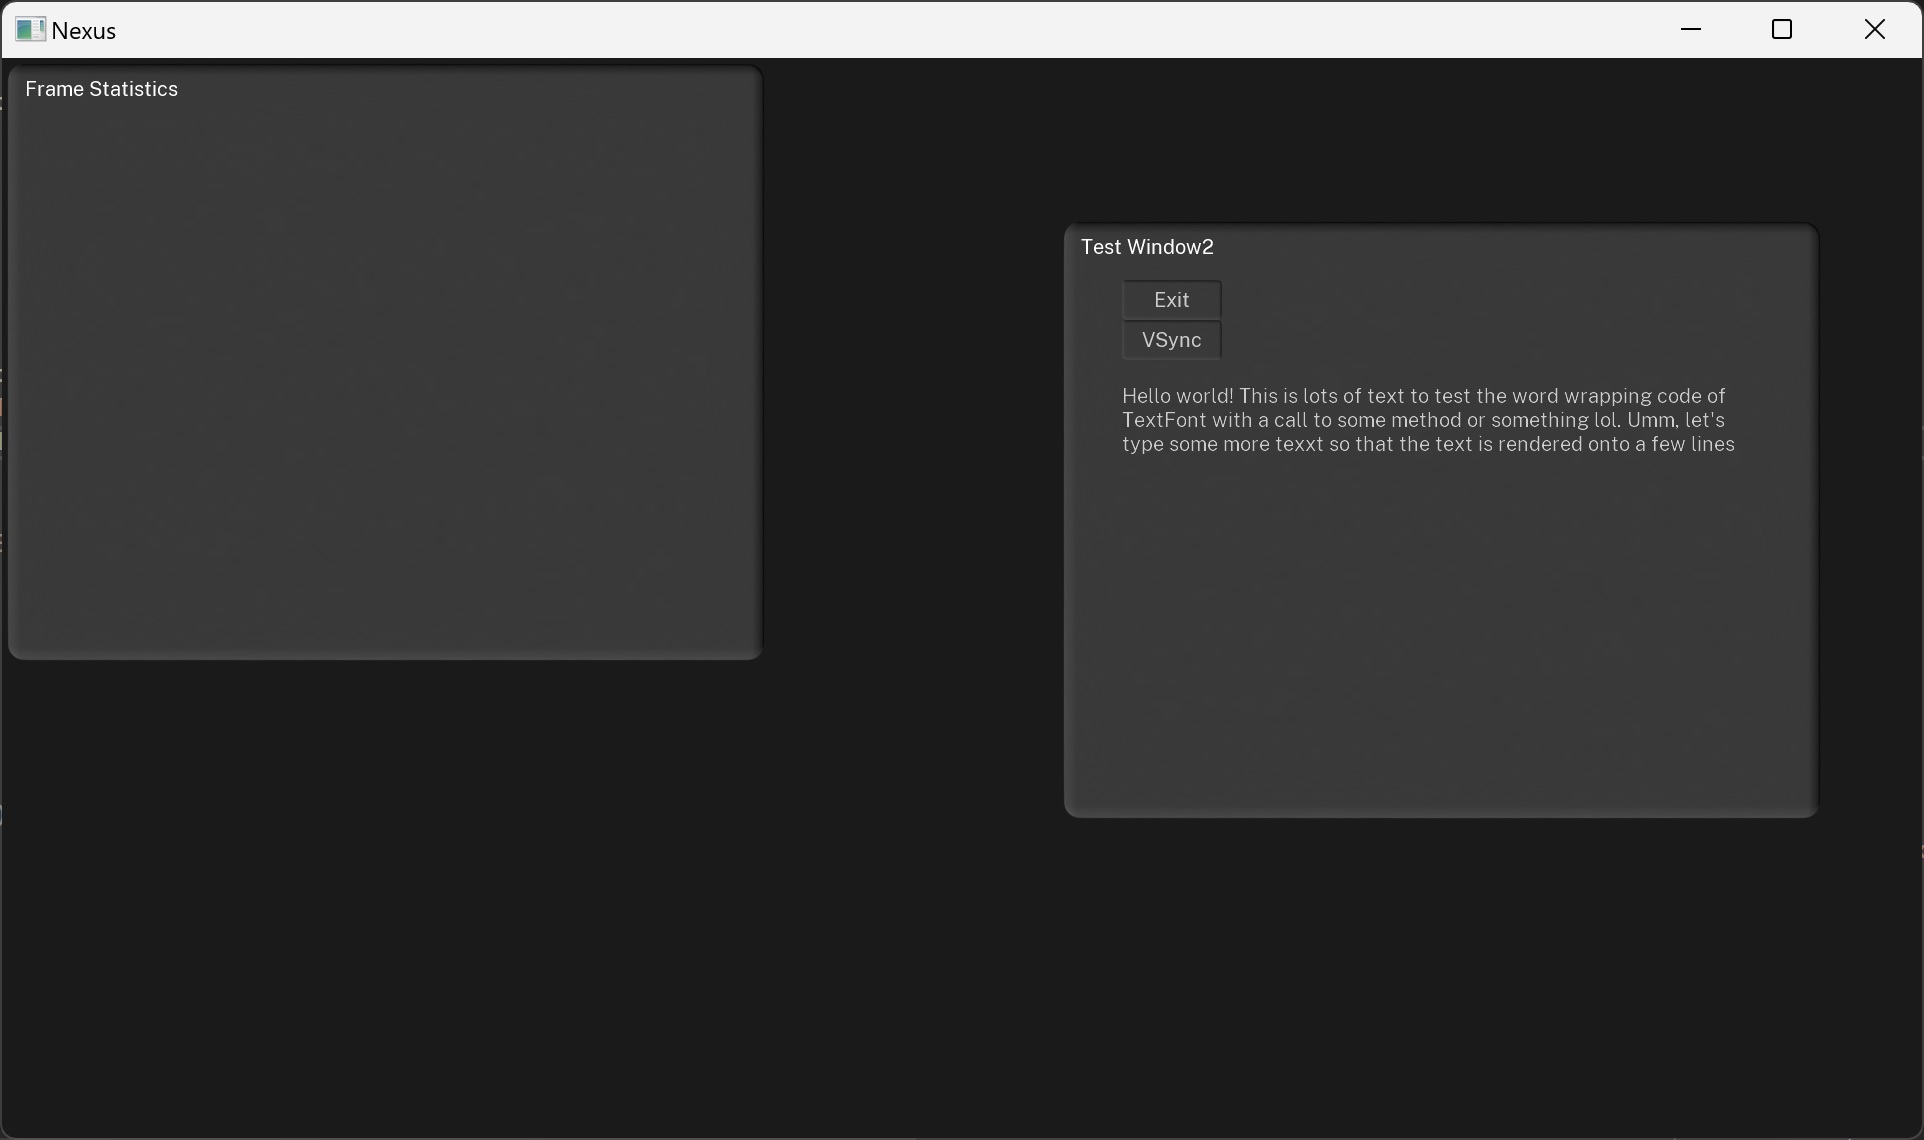 Nexus
Frame Statistics
Test Window2
Exit
VSync
Hello world! This is lots of text to test the word wrapping code of
TextFont with a call to some method or something lol. Umm, let's
type some more texxt so that the text is rendered onto a few lines